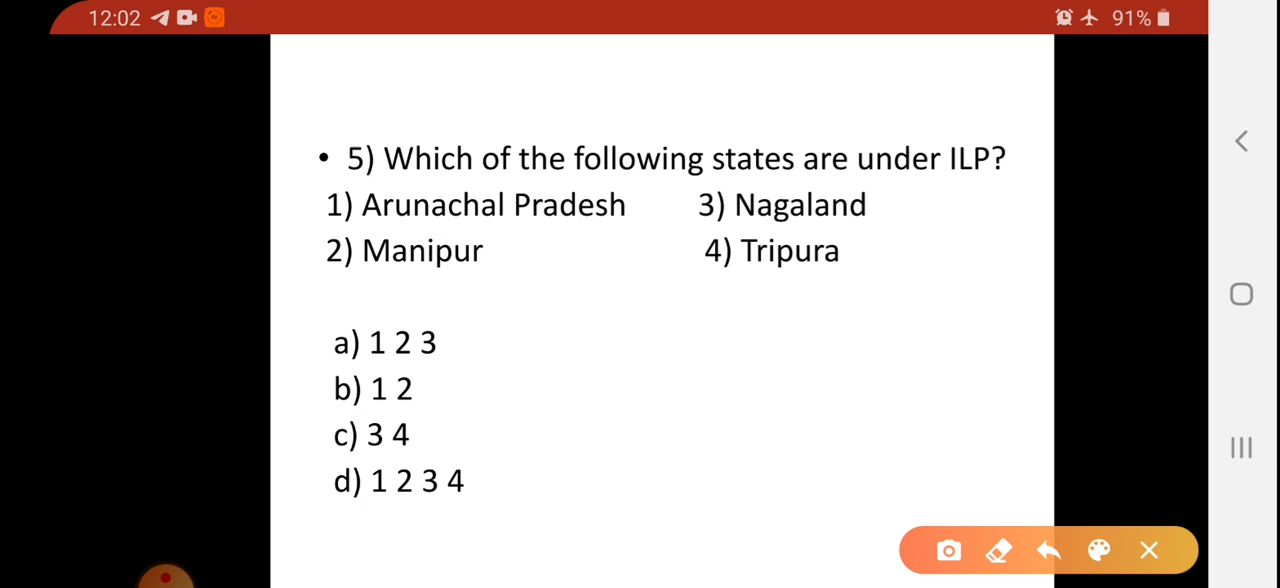 12:02
91%
• 5) Which of the following states are under ILP?
1) Arunachal Pradesh 3) Nagaland
2) Manipur 4) Tripura
a) 1 2 3
b) 1 2
c) 3 4
d) 1 2 3 4